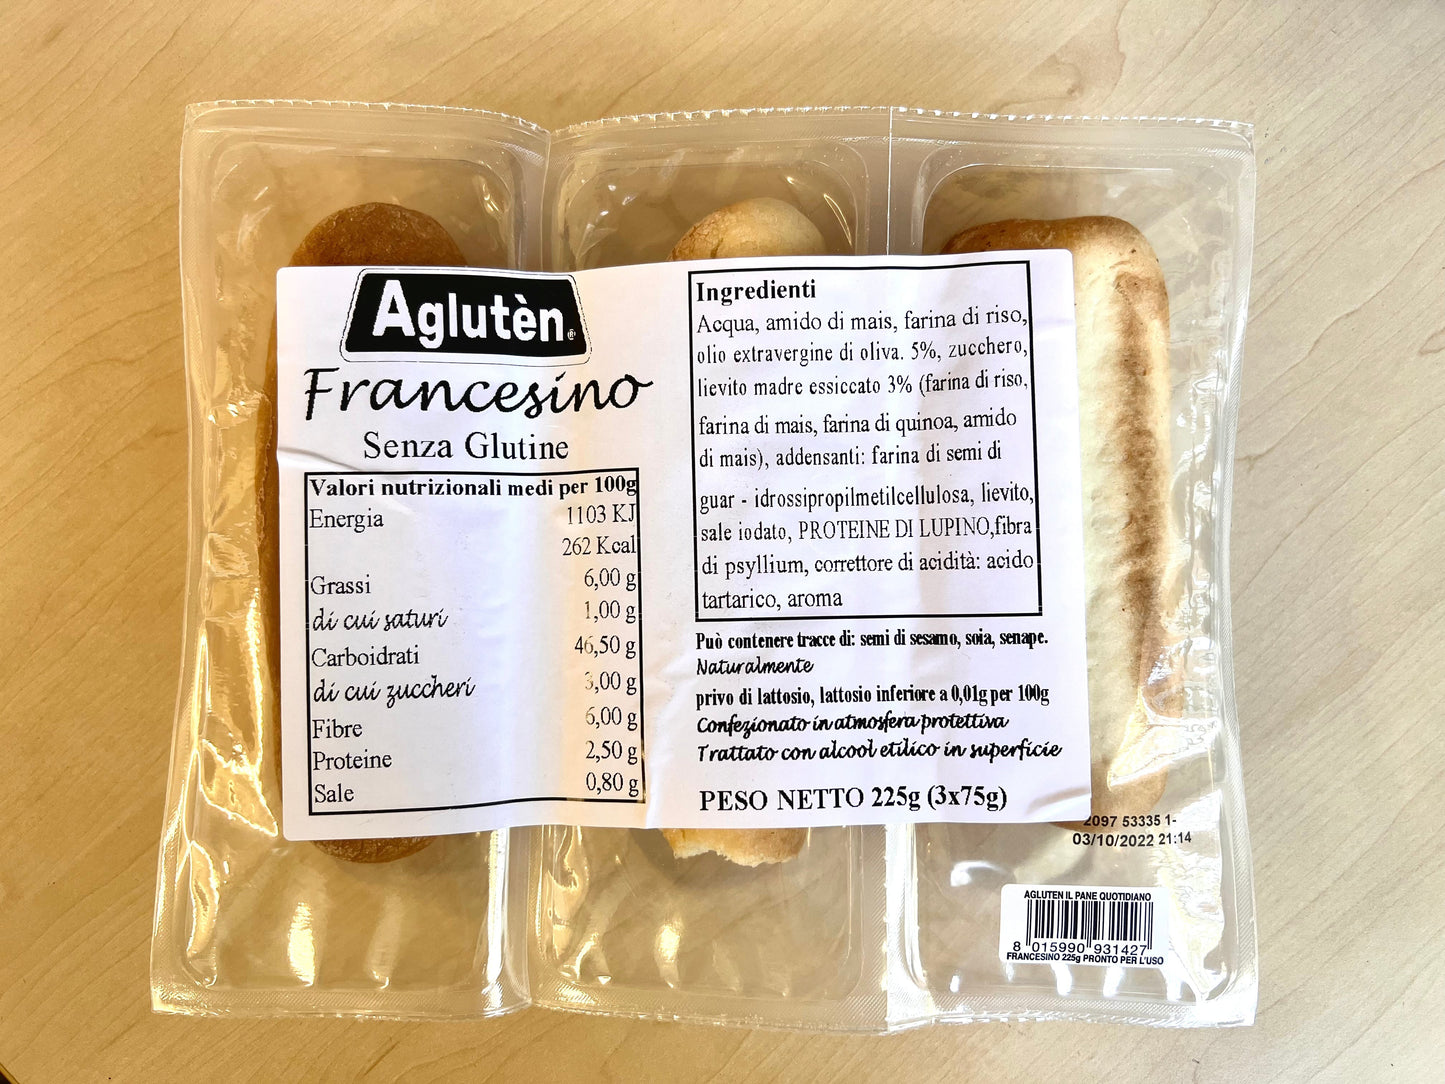 Aglutèn®
Francesino
Senza Glutine
Valori nutrizionali medi per 100g
Energia 1103 KJ
262 Kcal
Grassi 6,00 g
di cui saturi 1,00 g
Carboidrati 46,50 g
di cui zuccheri 3,00 g
Fibre 6,00 g
Proteine 2,50 g
Sale 0,80 g
Ingredienti
Acqua, amido di mais, farina di riso,
olio extravergine di oliva. 5%, zucchero,
lievito madre essiccato 3% (farina di riso,
farina di mais, farina di quinoa, amido
di mais), addensanti: farina di semi di
guar - idrossipropilmetilcellulosa, lievito,
sale iodato, PROTEINE DI LUPINO,fibra
di psyllium, correttore di acidità: acido
tartarico, aroma
Può contenere tracce di: semi di sesamo, soia, senape.
Naturalmente
privo di lattosio, lattosio inferiore a 0,01g per 100g
Confezionato in atmosfera protettiva
Trattato con alcool etilico in superficie
PESO NETTO 225g (3x75g)
2097 53335 1-
03/10/2022 21:14
AGLUTEN IL PANE QUOTIDIANO
8 015990 931427
FRANCESINO 225g PRONTO PER L'USO